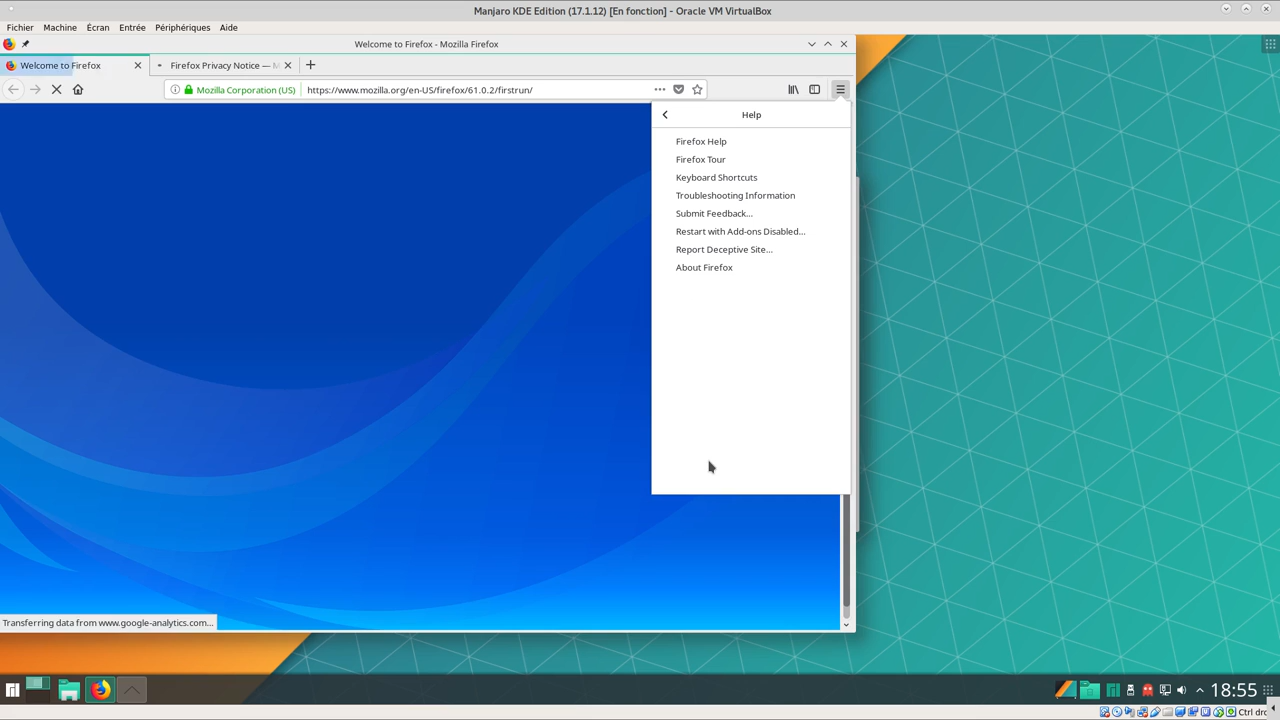 Manjaro KDE Edition (17.1.12) [En fonction] - Oracle VM VirtualBox
Fichier Machine Écran Entrée Périphériques Aide
Welcome to Firefox - Mozilla Firefox
Welcome to Firefox
Firefox Privacy Notice — M
Mozilla Corporation (US) https://www.mozilla.org/en-US/firefox/61.0.2/firstrun/
Help
Firefox Help
Firefox Tour
Keyboard Shortcuts
Troubleshooting Information
Submit Feedback...
Restart with Add-ons Disabled...
Report Deceptive Site...
About Firefox
Transferring data from www.google-analytics.com...
18:55
Ctrl dro